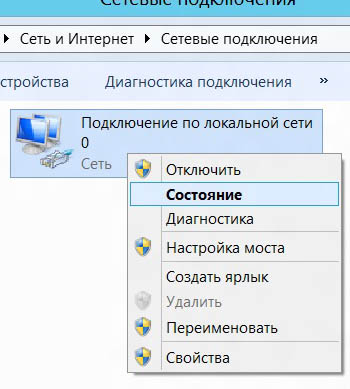 Сетевые подключения
Сеть и Интернет ▸ Сетевые подключения
стройства Диагностика подключения »
Подключение по локальной сети
0
Сеть
Отключить
Состояние
Диагностика
Настройка моста
Создать ярлык
Удалить
Переименовать
Свойства